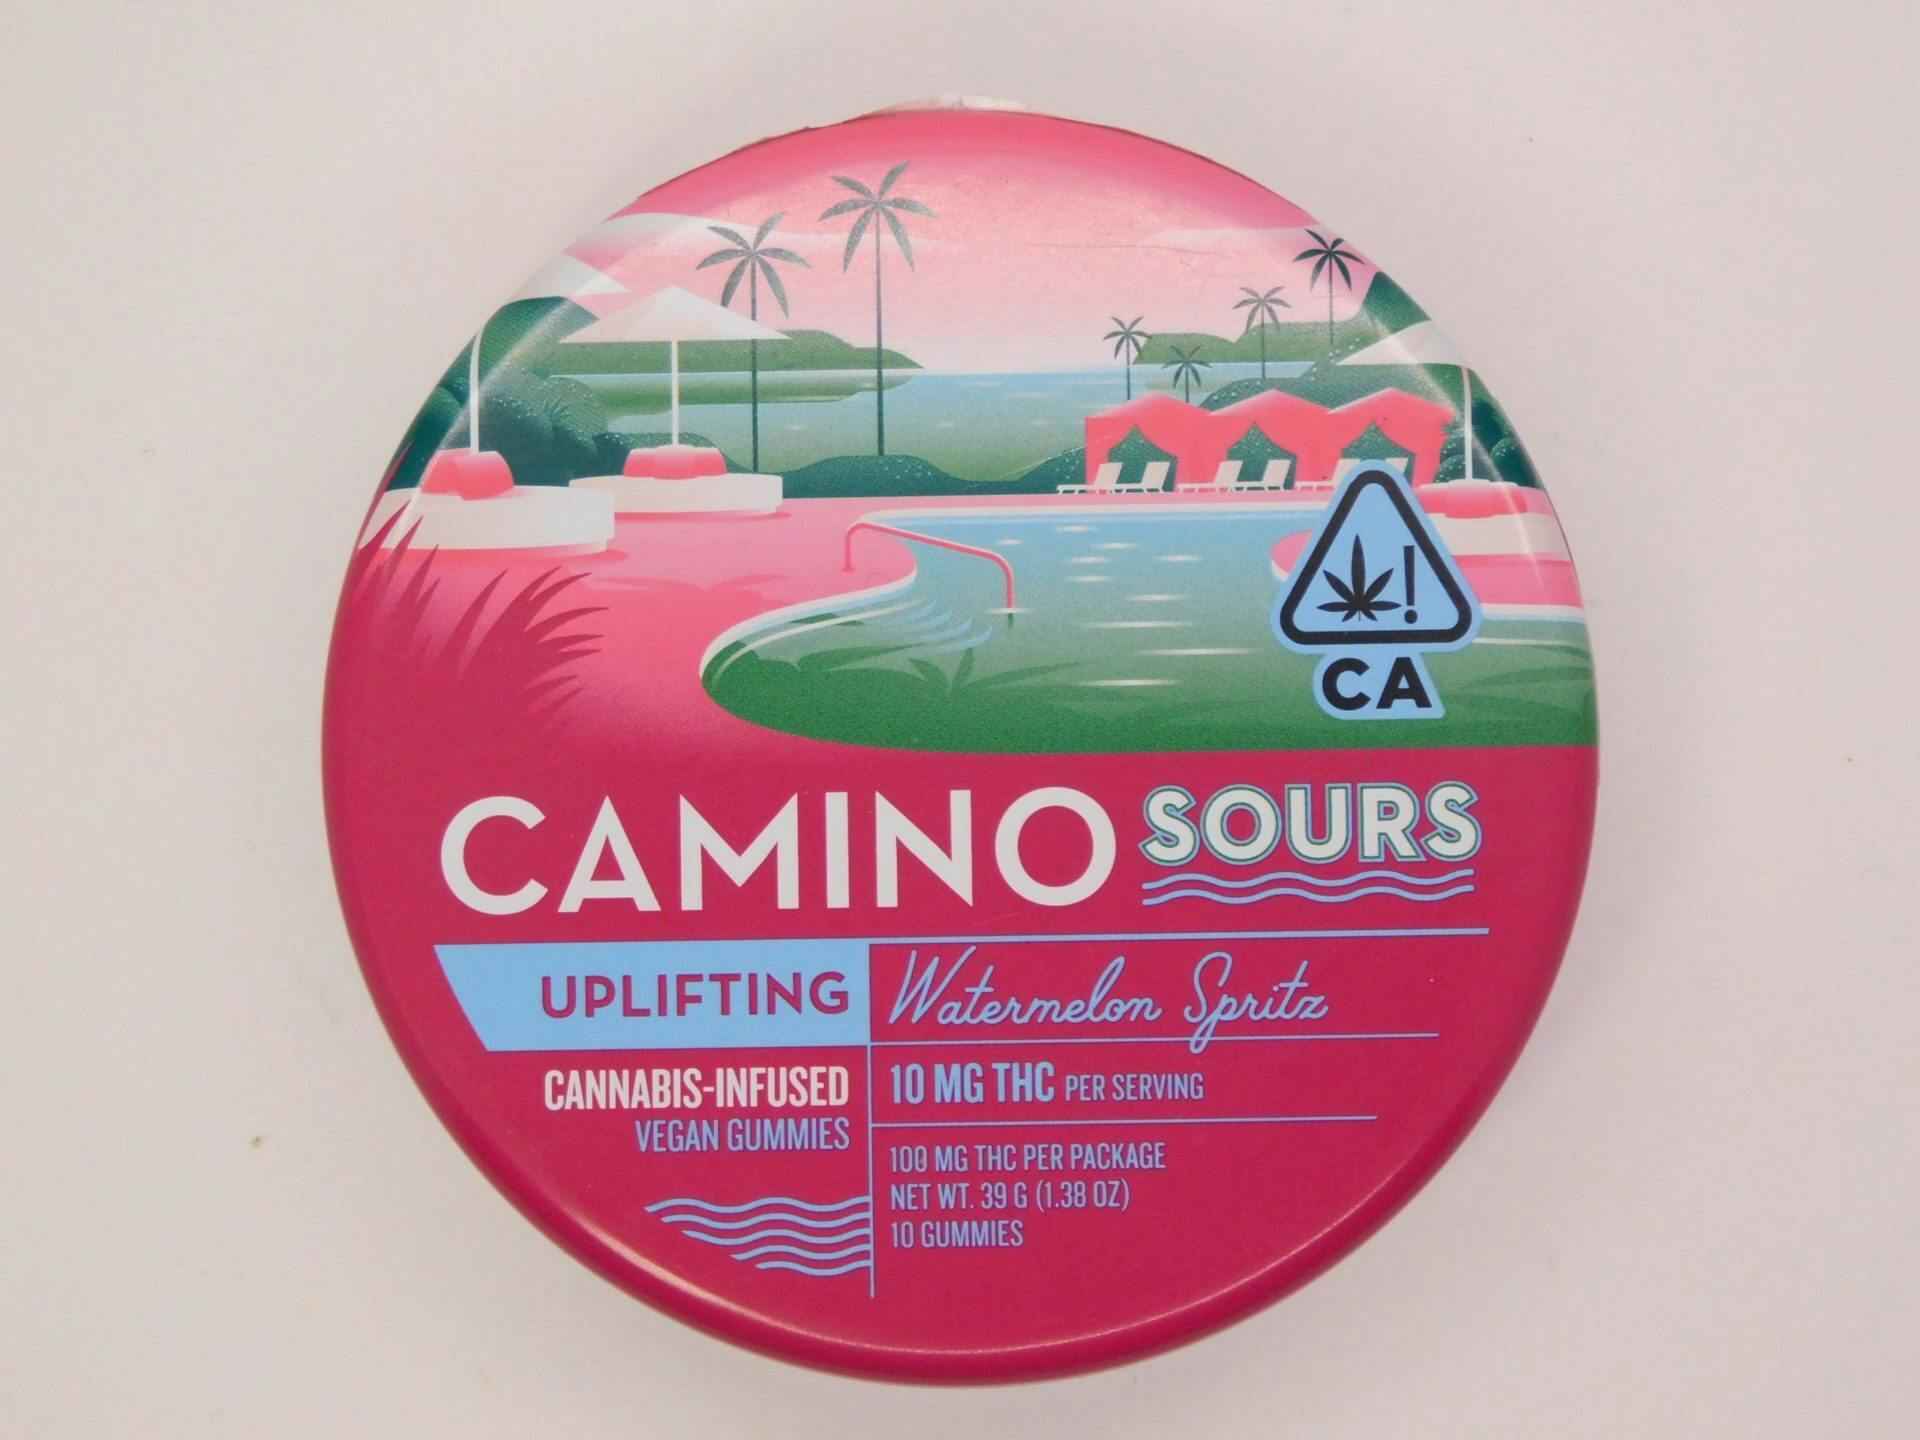 ! 
CA
CAMINO SOURS
UPLIFTING
Watermelon Spritz
CANNABIS-INFUSED
VEGAN GUMMIES
10 MG THC PER SERVING
100 MG THC PER PACKAGE
NET WT. 39 G (1.38 OZ)
10 GUMMIES